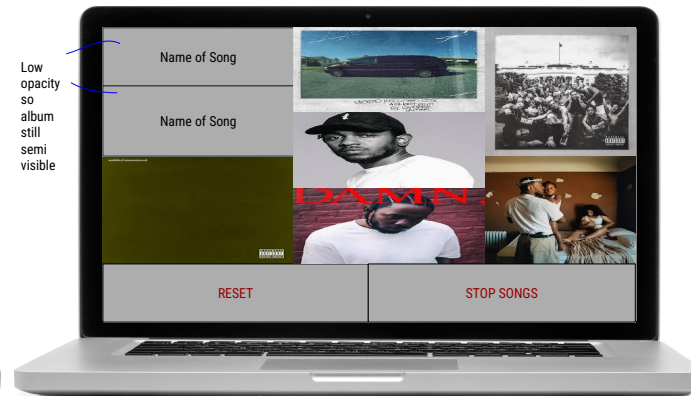 Low
opacity
so
album
still
semi
visible
Name of Song
Name of Song
DAMN.
RESET
STOP SONGS